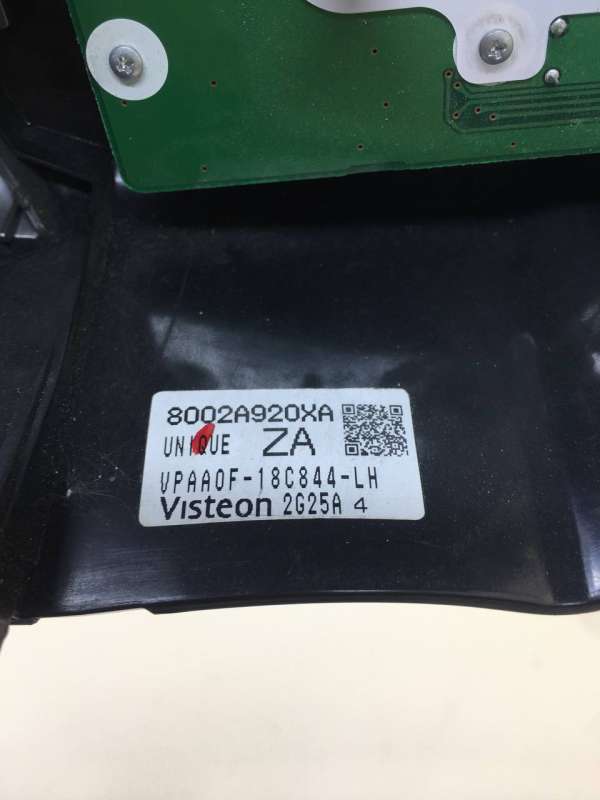 8002A920XA
UNIQUE ZA
VPAA0F-18C844-LH
Visteon 2G25A 4